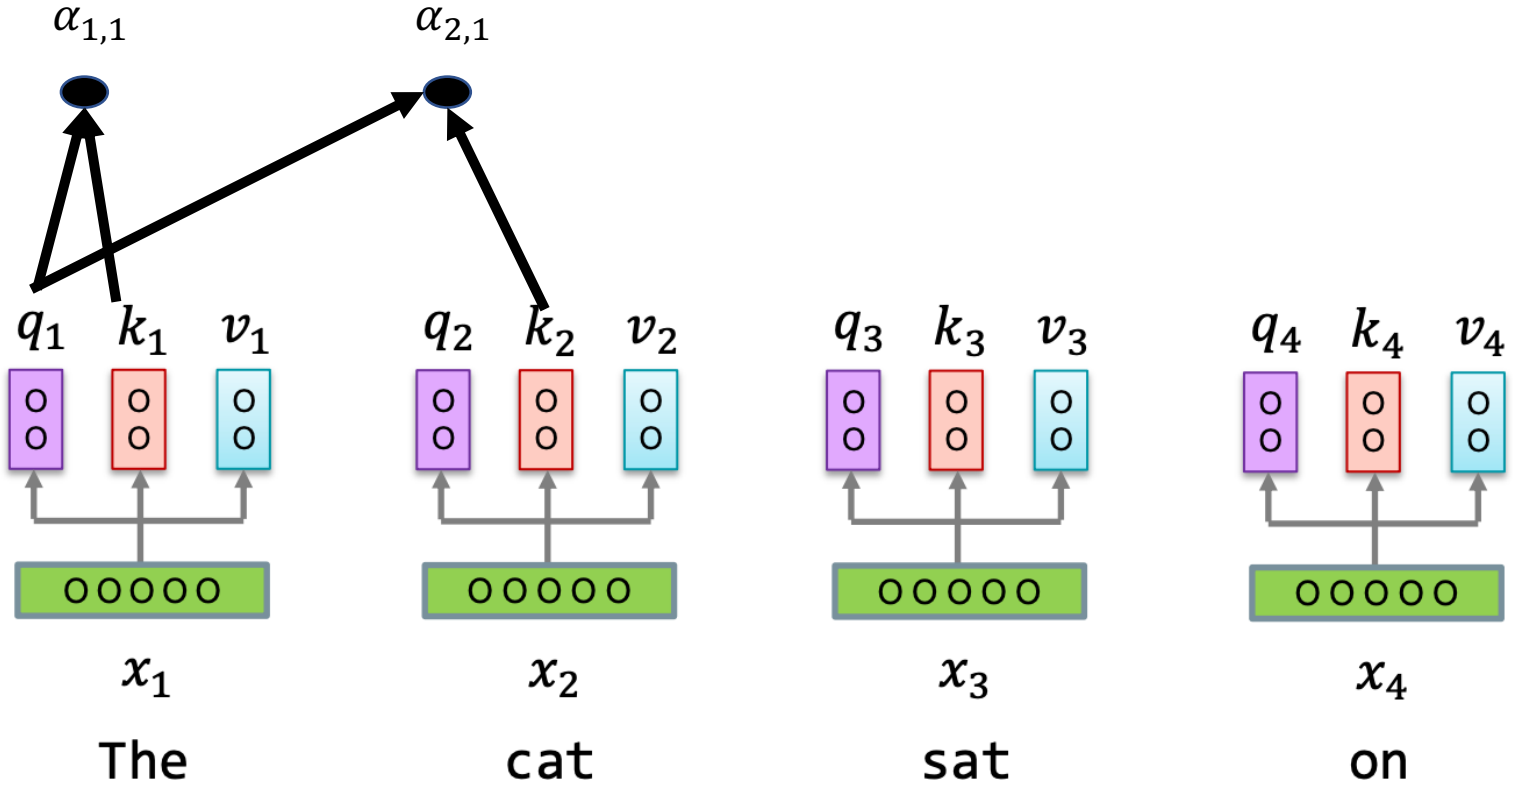 α1,1 α2,1
q1 k1 v1 q2 k2 v2 q3 k3 v3 q4 k4 v4
O O O O O O O O O O O O
O O O O O O O O O O O O
O O O O O O O O O O O O O O O O O O O O
x1 x2 x3 x4
The cat sat on